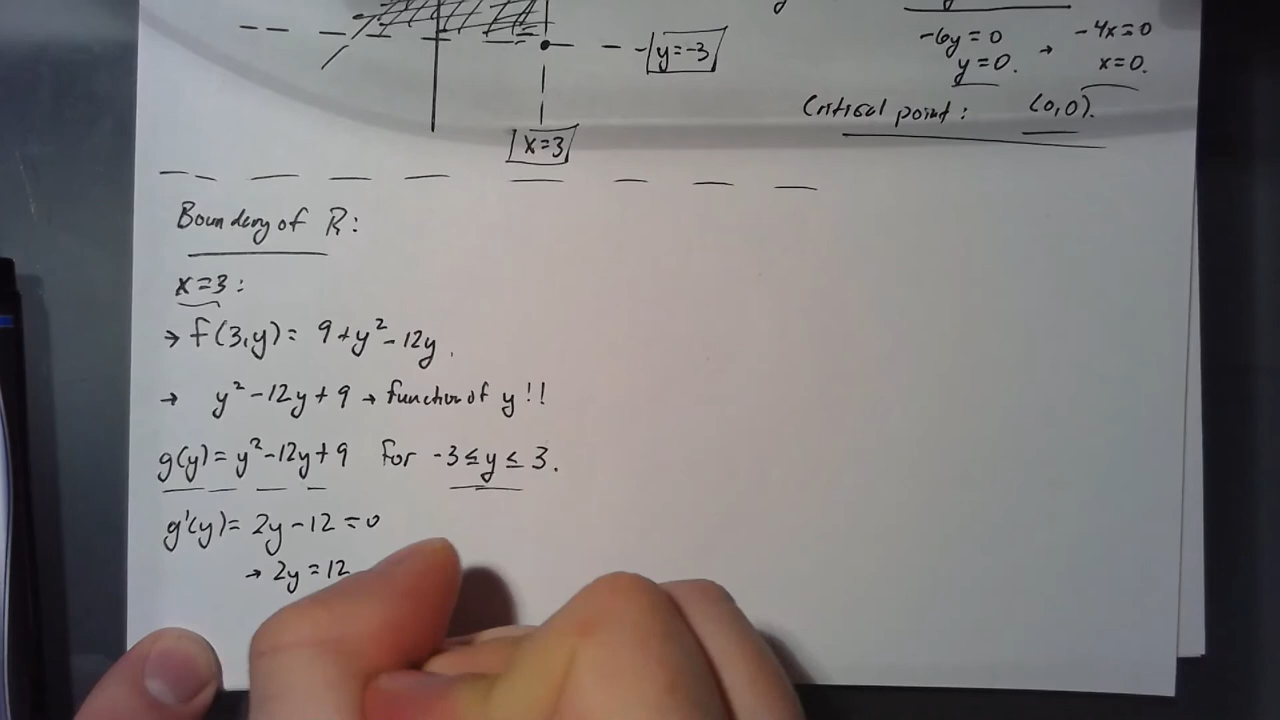 y=-3
x=3
-6y=0 → -4x=0
y=0. x=0.
Critical point: (0,0).
Boundary of R:
x=3:
→ f(3,y)= 9+y²-12y.
→ y²-12y+9 → function of y!!
g(y)=y²-12y+9 for -3≤y≤3.
g'(y)= 2y-12=0
→ 2y=12